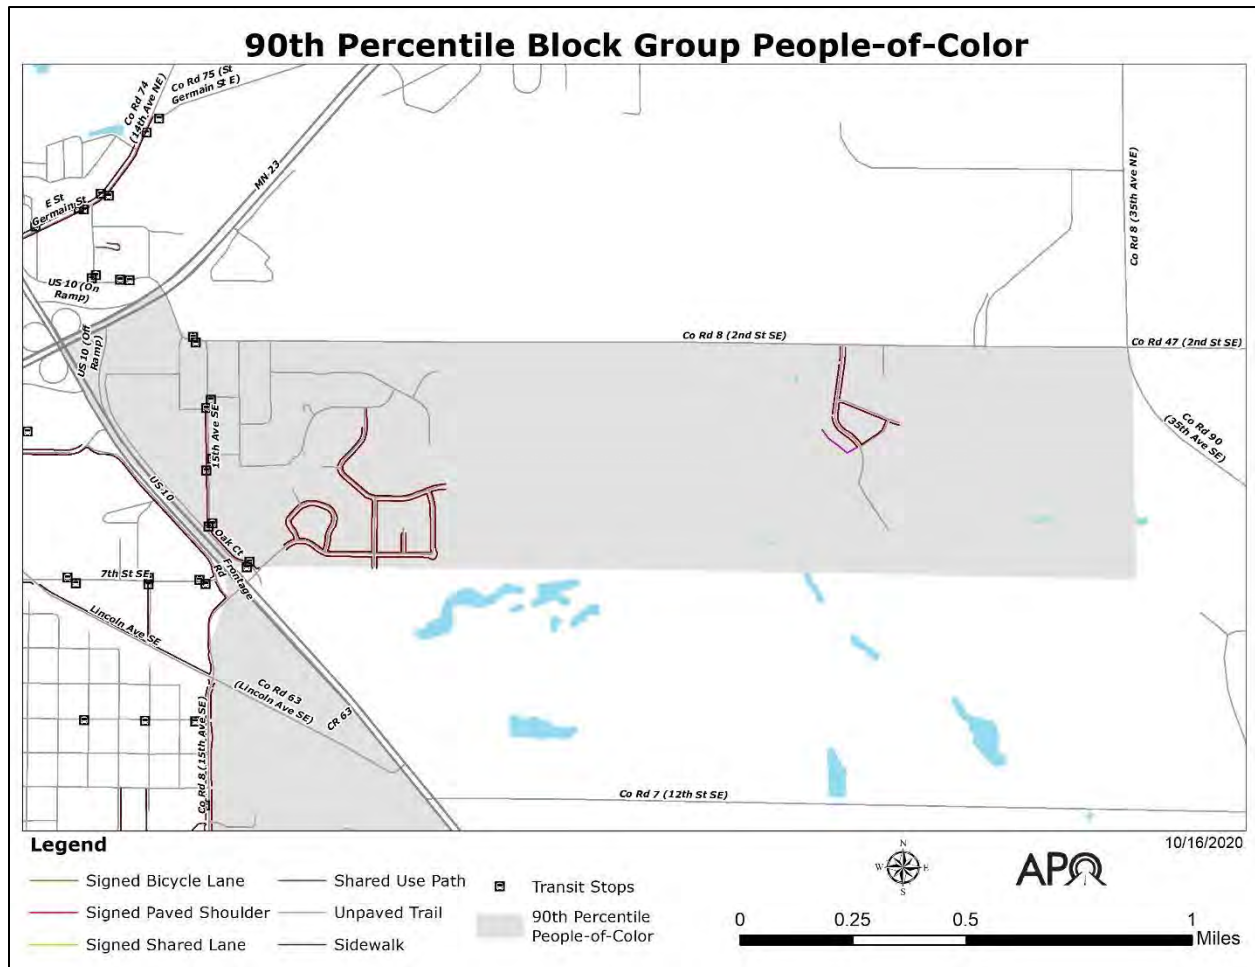 90th Percentile Block Group People-of-Color
Co Rd 74
(14th Ave NE)
Co Rd 75 (St
Germain St E)
MN-23
E St
Germain St
US 10 (On
Ramp)
US 10 (Off
Ramp)
Co Rd 8 (35th Ave NE)
Co Rd 8 (2nd St SE)
Co Rd 47 (2nd St SE)
15th Ave SE
Co Rd 90
(35th Ave SE)
US-10
Oak Ct
Frontage
Rd
7th St SE
Lincoln Ave SE
Co Rd 63
(Lincoln Ave SE)
CR 63
Co Rd 8 (15th Ave SE)
Co Rd 7 (12th St SE)
Legend
Signed Bicycle Lane
Signed Paved Shoulder
Signed Shared Lane
Shared Use Path
Unpaved Trail
Sidewalk
Transit Stops
90th Percentile
People-of-Color
10/16/2020
N
W E
S
APO
0 0.25 0.5 1
Miles